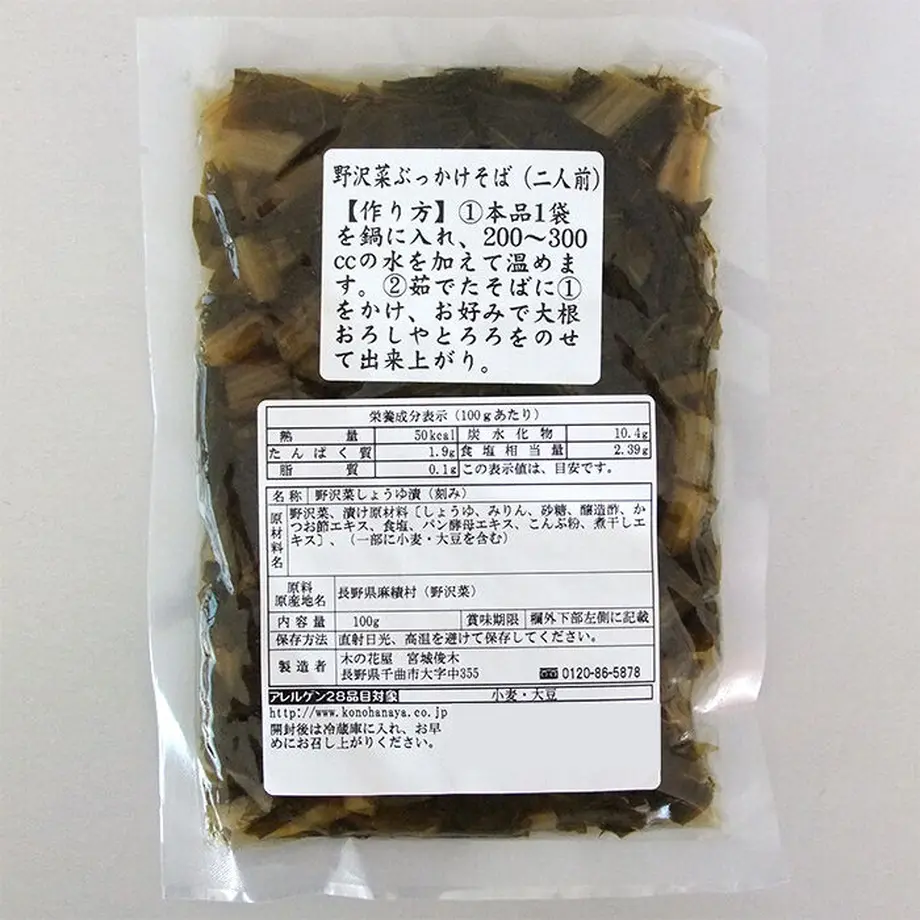 野沢菜ぶっかけそば（二人前）
【作り方】①本品1袋
を鍋に入れ、200～300
ccの水を加えて温めま
す。②茹でたそばに①
をかけ、お好みで大根
おろしやとろろをのせ
て出来上がり。
栄養成分表示（100gあたり）
熱量 50kcal 炭水化物 10.4g
たんぱく質 1.9g 食塩相当量 2.39g
脂質 0.1g この表示値は、目安です。
名称 野沢菜しょうゆ漬（刻み）
原材料名 野沢菜、漬け原材料［しょうゆ、みりん、砂糖、醸造酢、か
つお節エキス、食塩、パン酵母エキス、こんぶ粉、煮干しエ
キス］、（一部に小麦・大豆を含む）
原料原産地名 長野県麻績村（野沢菜）
内容量 100g 賞味期限 欄外下部左側に記載
保存方法 直射日光、高温を避けて保存してください。
製造者 木の花屋 宮城俊木
長野県千曲市大字中355 0120-86-5878
アレルゲン28品目対象 小麦・大豆
http://www.konohanaya.co.jp
開封後は冷蔵庫に入れ、お早
めにお召し上がりください。